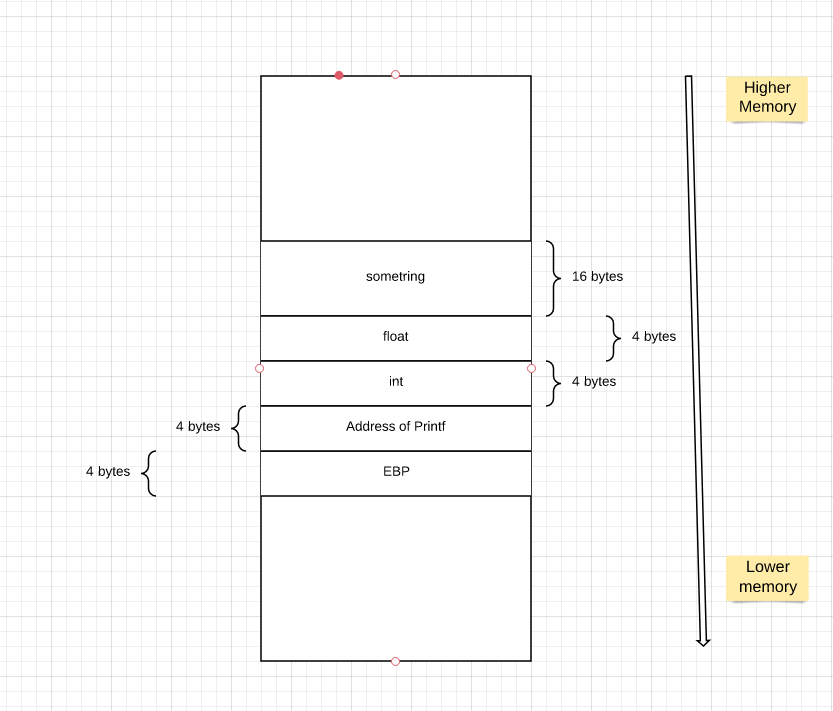 Higher
Memory
sometring
16 bytes
float
4 bytes
int
4 bytes
4 bytes
Address of Printf
4 bytes
EBP
Lower
memory